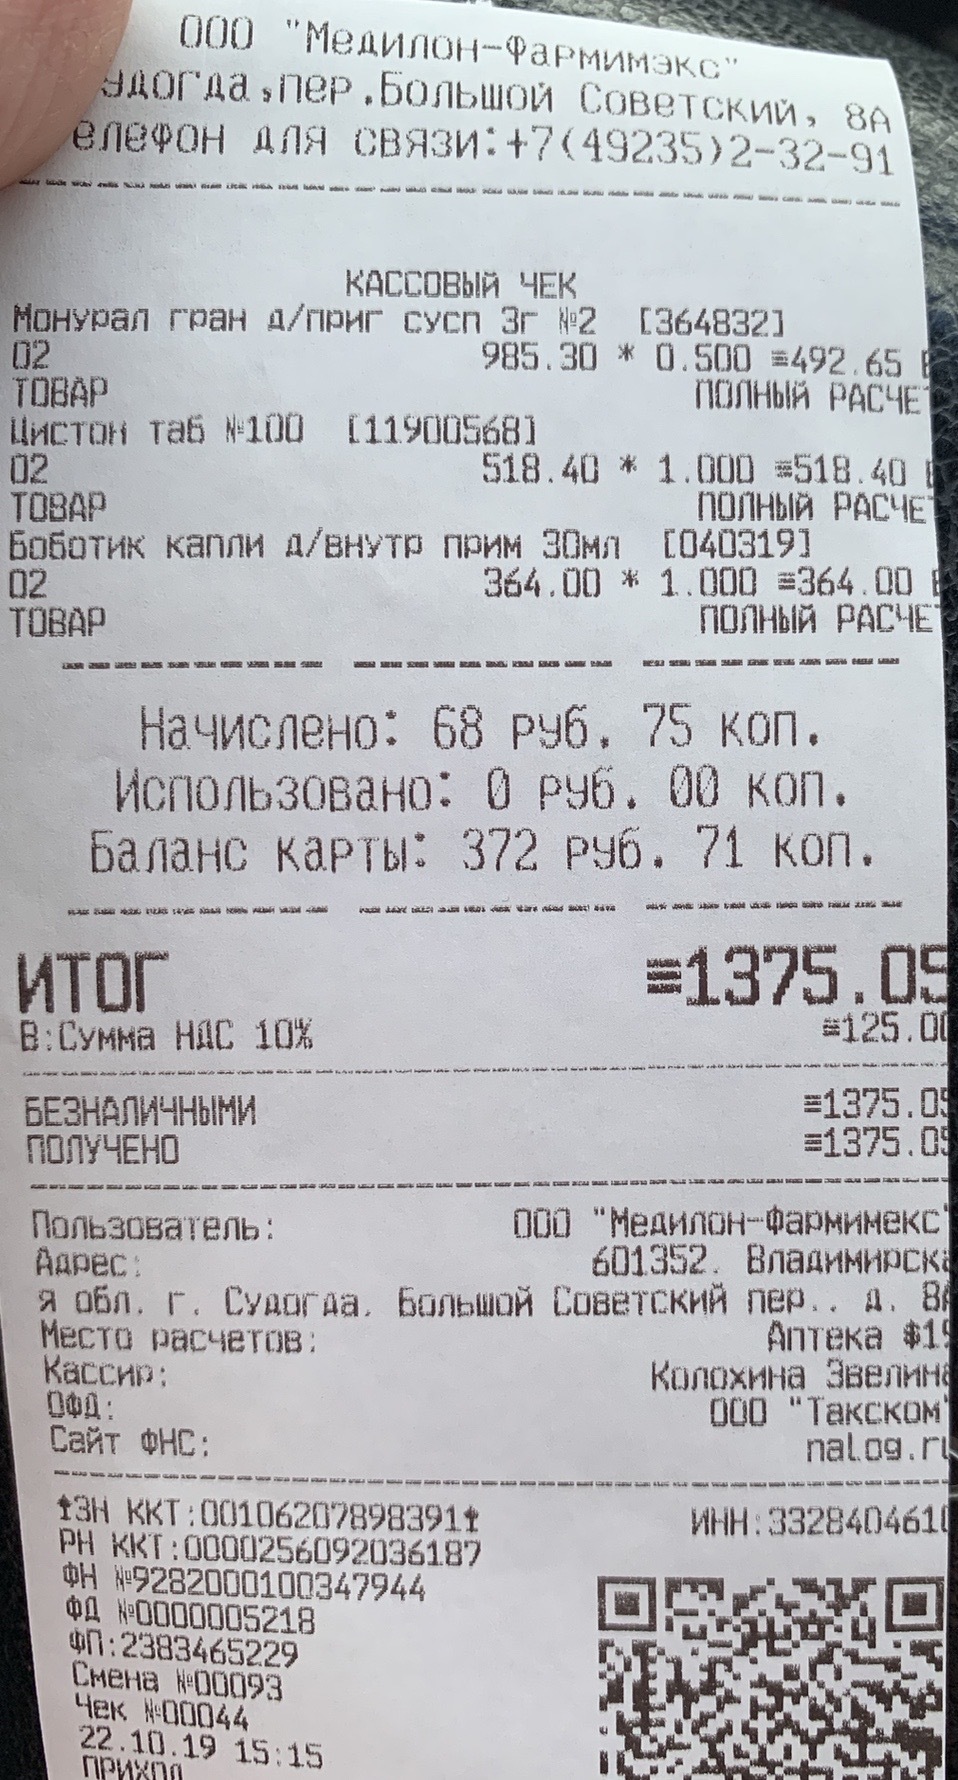 ООО "Медилон-Фармимэкс"
удогда,пер.Большой Советский, 8А
елефон для связи:+7(49235)2-32-91
КАССОВЫЙ ЧЕК
Монурал гран д/приг сусп 3г №2 [364832]
02 985.30 * 0.500 ≡492.65
ТОВАР ПОЛНЫЙ РАСЧЕ
Цистон таб №100 [11900568]
02 518.40 * 1.000 ≡518.40
ТОВАР ПОЛНЫЙ РАСЧЕ
Боботик капли д/внутр прим 30мл [040319]
02 364.00 * 1.000 ≡364.00
ТОВАР ПОЛНЫЙ РАСЧЕ
Начислено: 68 руб. 75 коп.
Использовано: 0 руб. 00 коп.
Баланс карты: 372 руб. 71 коп.
ИТОГ ≡1375.05
В:Сумма НДС 10% ≡125.00
БЕЗНАЛИЧНЫМИ ≡1375.05
ПОЛУЧЕНО ≡1375.05
Пользователь: ООО "Медилон-Фармимекс"
Адрес: 601352. Владимирска
я обл. г. Судогда. Большой Советский пер.. д. 8А
Место расчетов: Аптека $19
Кассир: Колохина Эвелина
ОФД: ООО "Такском"
Сайт ФНС: nalog.ru
ЗН ККТ:00106207898391 ИНН:3328404610
РН ККТ:0000256092036187
ФН №9282000100347944
ФД №0000005218
ФП:2383465229
Смена №00093
Чек №00044
22.10.19 15:15
ПРИХОД